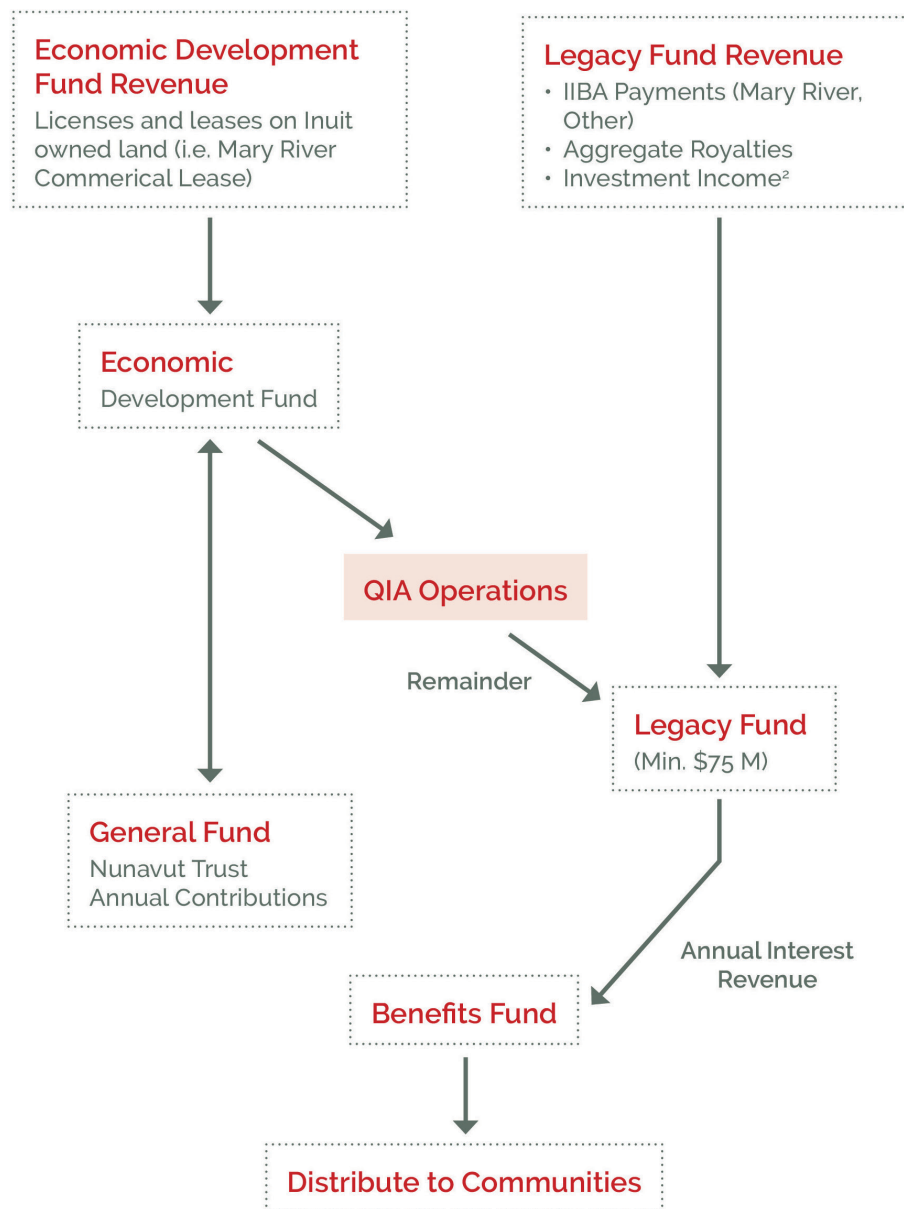 Economic Development
Fund Revenue
Licenses and leases on Inuit
owned land (i.e. Mary River
Commerical Lease)
Legacy Fund Revenue
• IIBA Payments (Mary River,
Other)
• Aggregate Royalties
• Investment Income²
Economic
Development Fund
QIA Operations
Remainder
Legacy Fund
(Min. $75 M)
General Fund
Nunavut Trust
Annual Contributions
Annual Interest
Revenue
Benefits Fund
Distribute to Communities